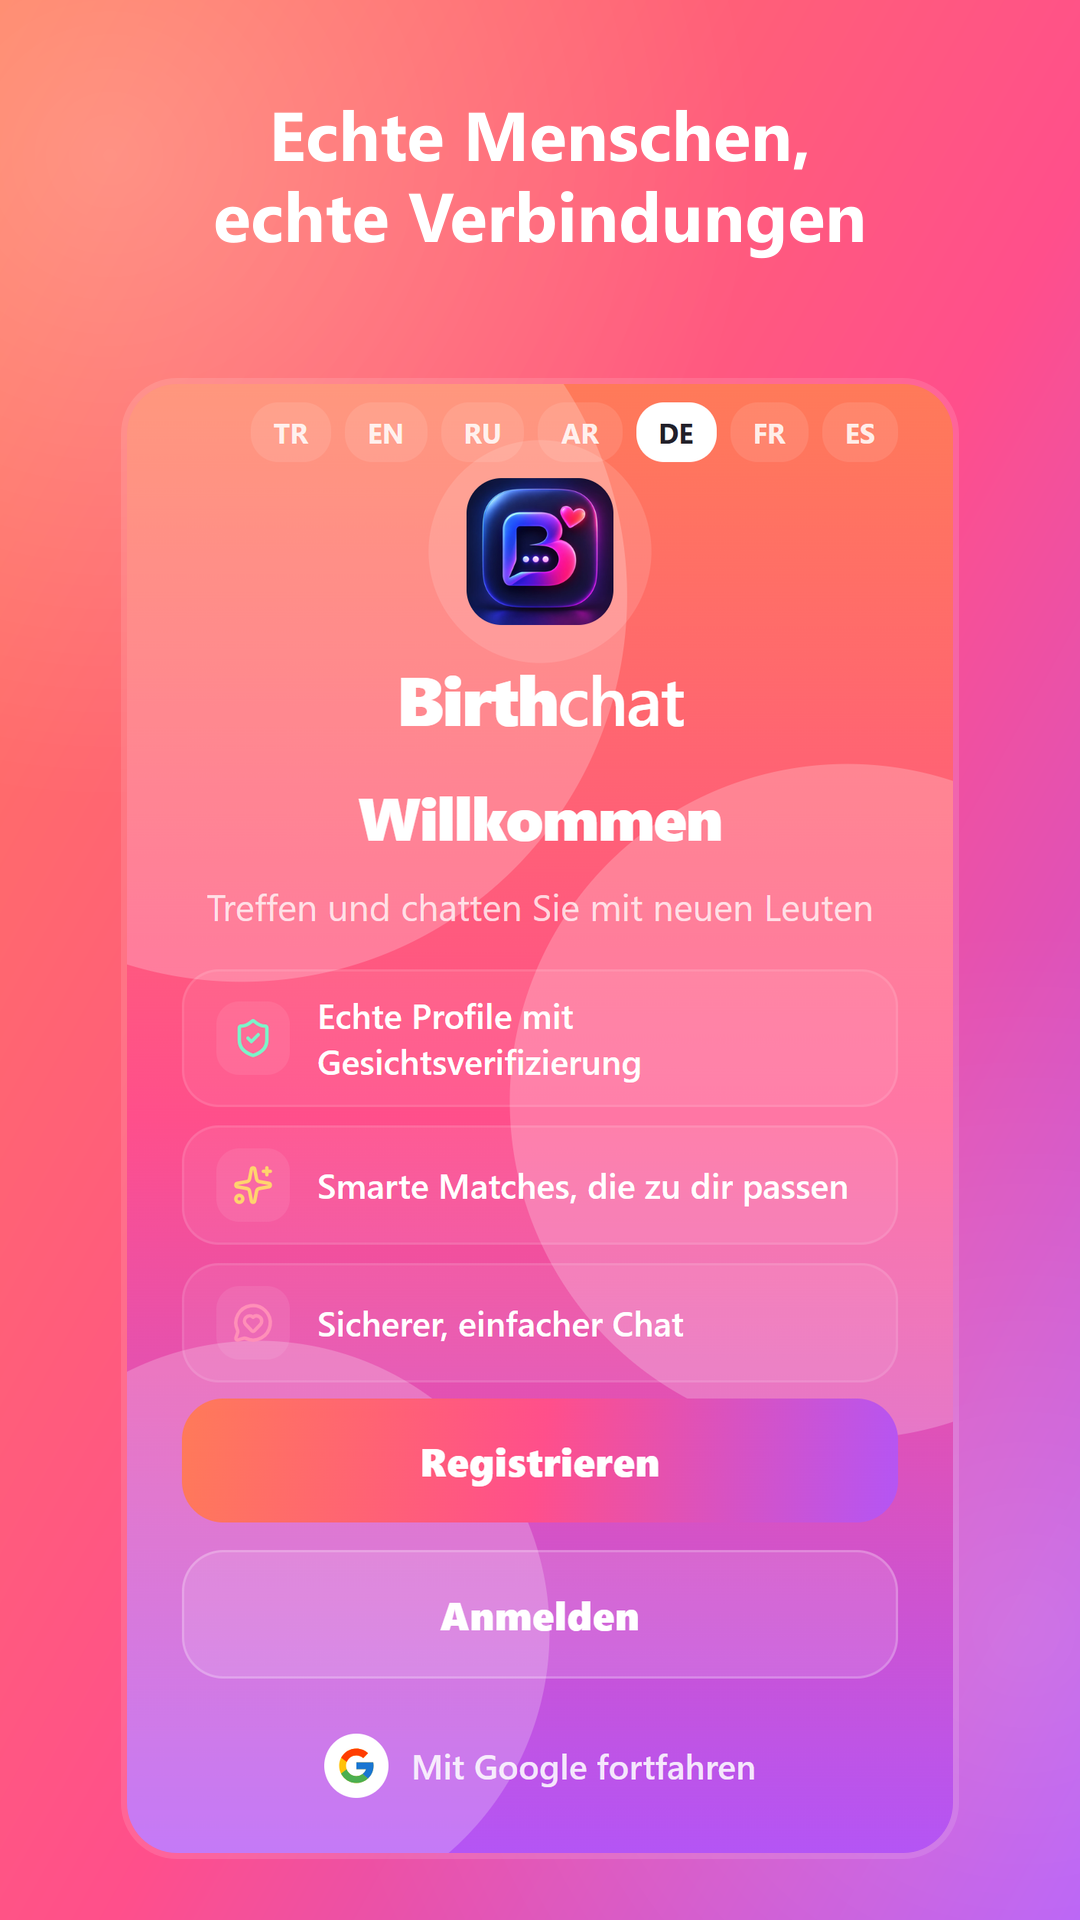 Echte Menschen,
echte Verbindungen
TR EN RU AR DE FR ES
Birthchat
Willkommen
Treffen und chatten Sie mit neuen Leuten
Echte Profile mit
Gesichtsverifizierung
Smarte Matches, die zu dir passen
Sicherer, einfacher Chat
Registrieren
Anmelden
Mit Google fortfahren